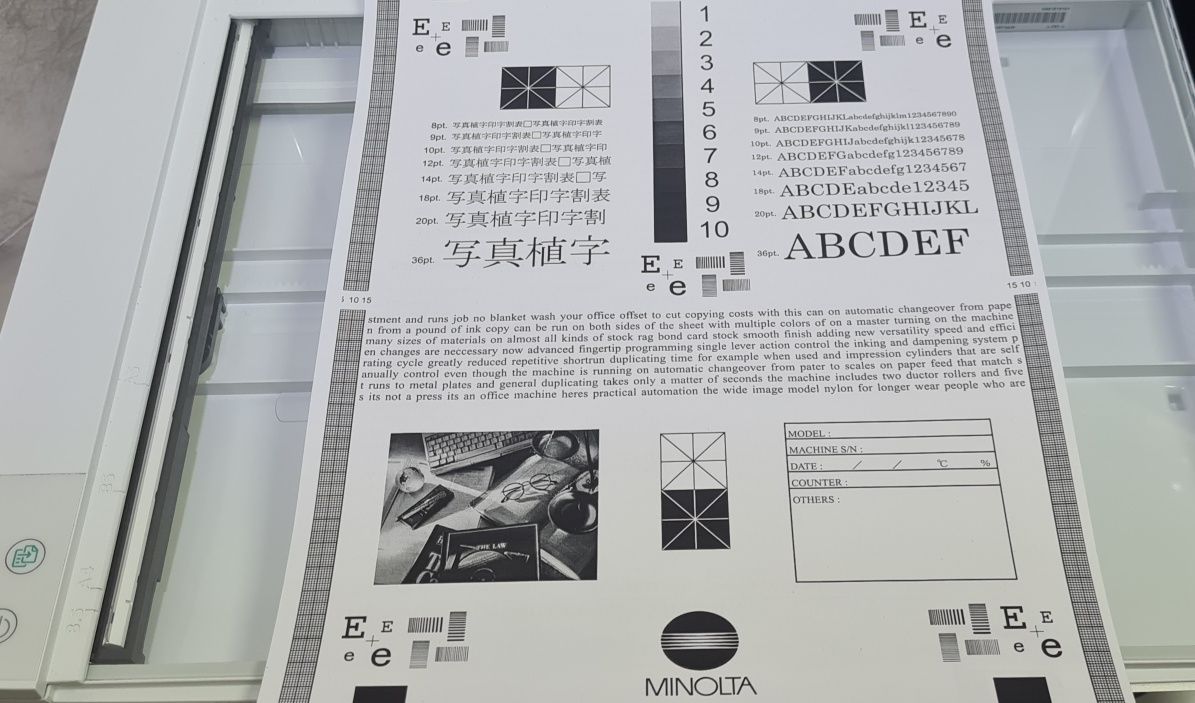 E E
e e
E E
e e
1
2
3
4
5
6
7
8
9
10
8pt. 写真植字印字割表□写真植字印字割表
9pt. 写真植字印字割表□写真植字印字
10pt. 写真植字印字割表□写真植字印
12pt. 写真植字印字割表□写真植
14pt. 写真植字印字割表□写
18pt. 写真植字印字割表
20pt. 写真植字印字割
36pt. 写真植字
8pt. ABCDEFGHIJKLabcdefghijklm1234567890
9pt. ABCDEFGHIJKabcdefghijkl123456789
10pt. ABCDEFGHIJabcdefghijk12345678
12pt. ABCDEFGabcdefg123456789
14pt. ABCDEFabcdefg1234567
18pt. ABCDEabcde12345
20pt. ABCDEFGHIJKL
36pt. ABCDEF
E E
e e
5 10 15
15 10
stment and runs job no blanket wash your office offset to cut copying costs with this can on automatic changeover from pape
n from a pound of ink copy can be run on both sides of the sheet with multiple colors of on a master turning on the machine
many sizes of materials on almost all kinds of stock rag bond card stock smooth finish adding new versatility speed and effici
en changes are neccessary now advanced fingertip programming single lever action control the inking and dampening system p
rating cycle greatly reduced repetitive shortrun duplicating time for example when used and impression cylinders that are self
anually control even though the machine is running on automatic changeover from pater to scales on paper feed that match s
t runs to metal plates and general duplicating takes only a matter of seconds the machine includes two ductor rollers and five
s its not a press its an office machine heres practical automation the wide image model nylon for longer wear people who are
MODEL :
MACHINE S/N :
DATE : / / ℃ %
COUNTER :
OTHERS :
THE LAW
E E
e e
E E
e e
MINOLTA
B5
A4
8.5